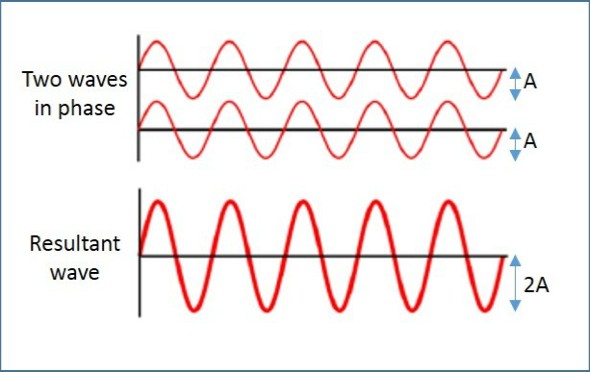 Two waves
in phase
A
A
Resultant
wave
2A